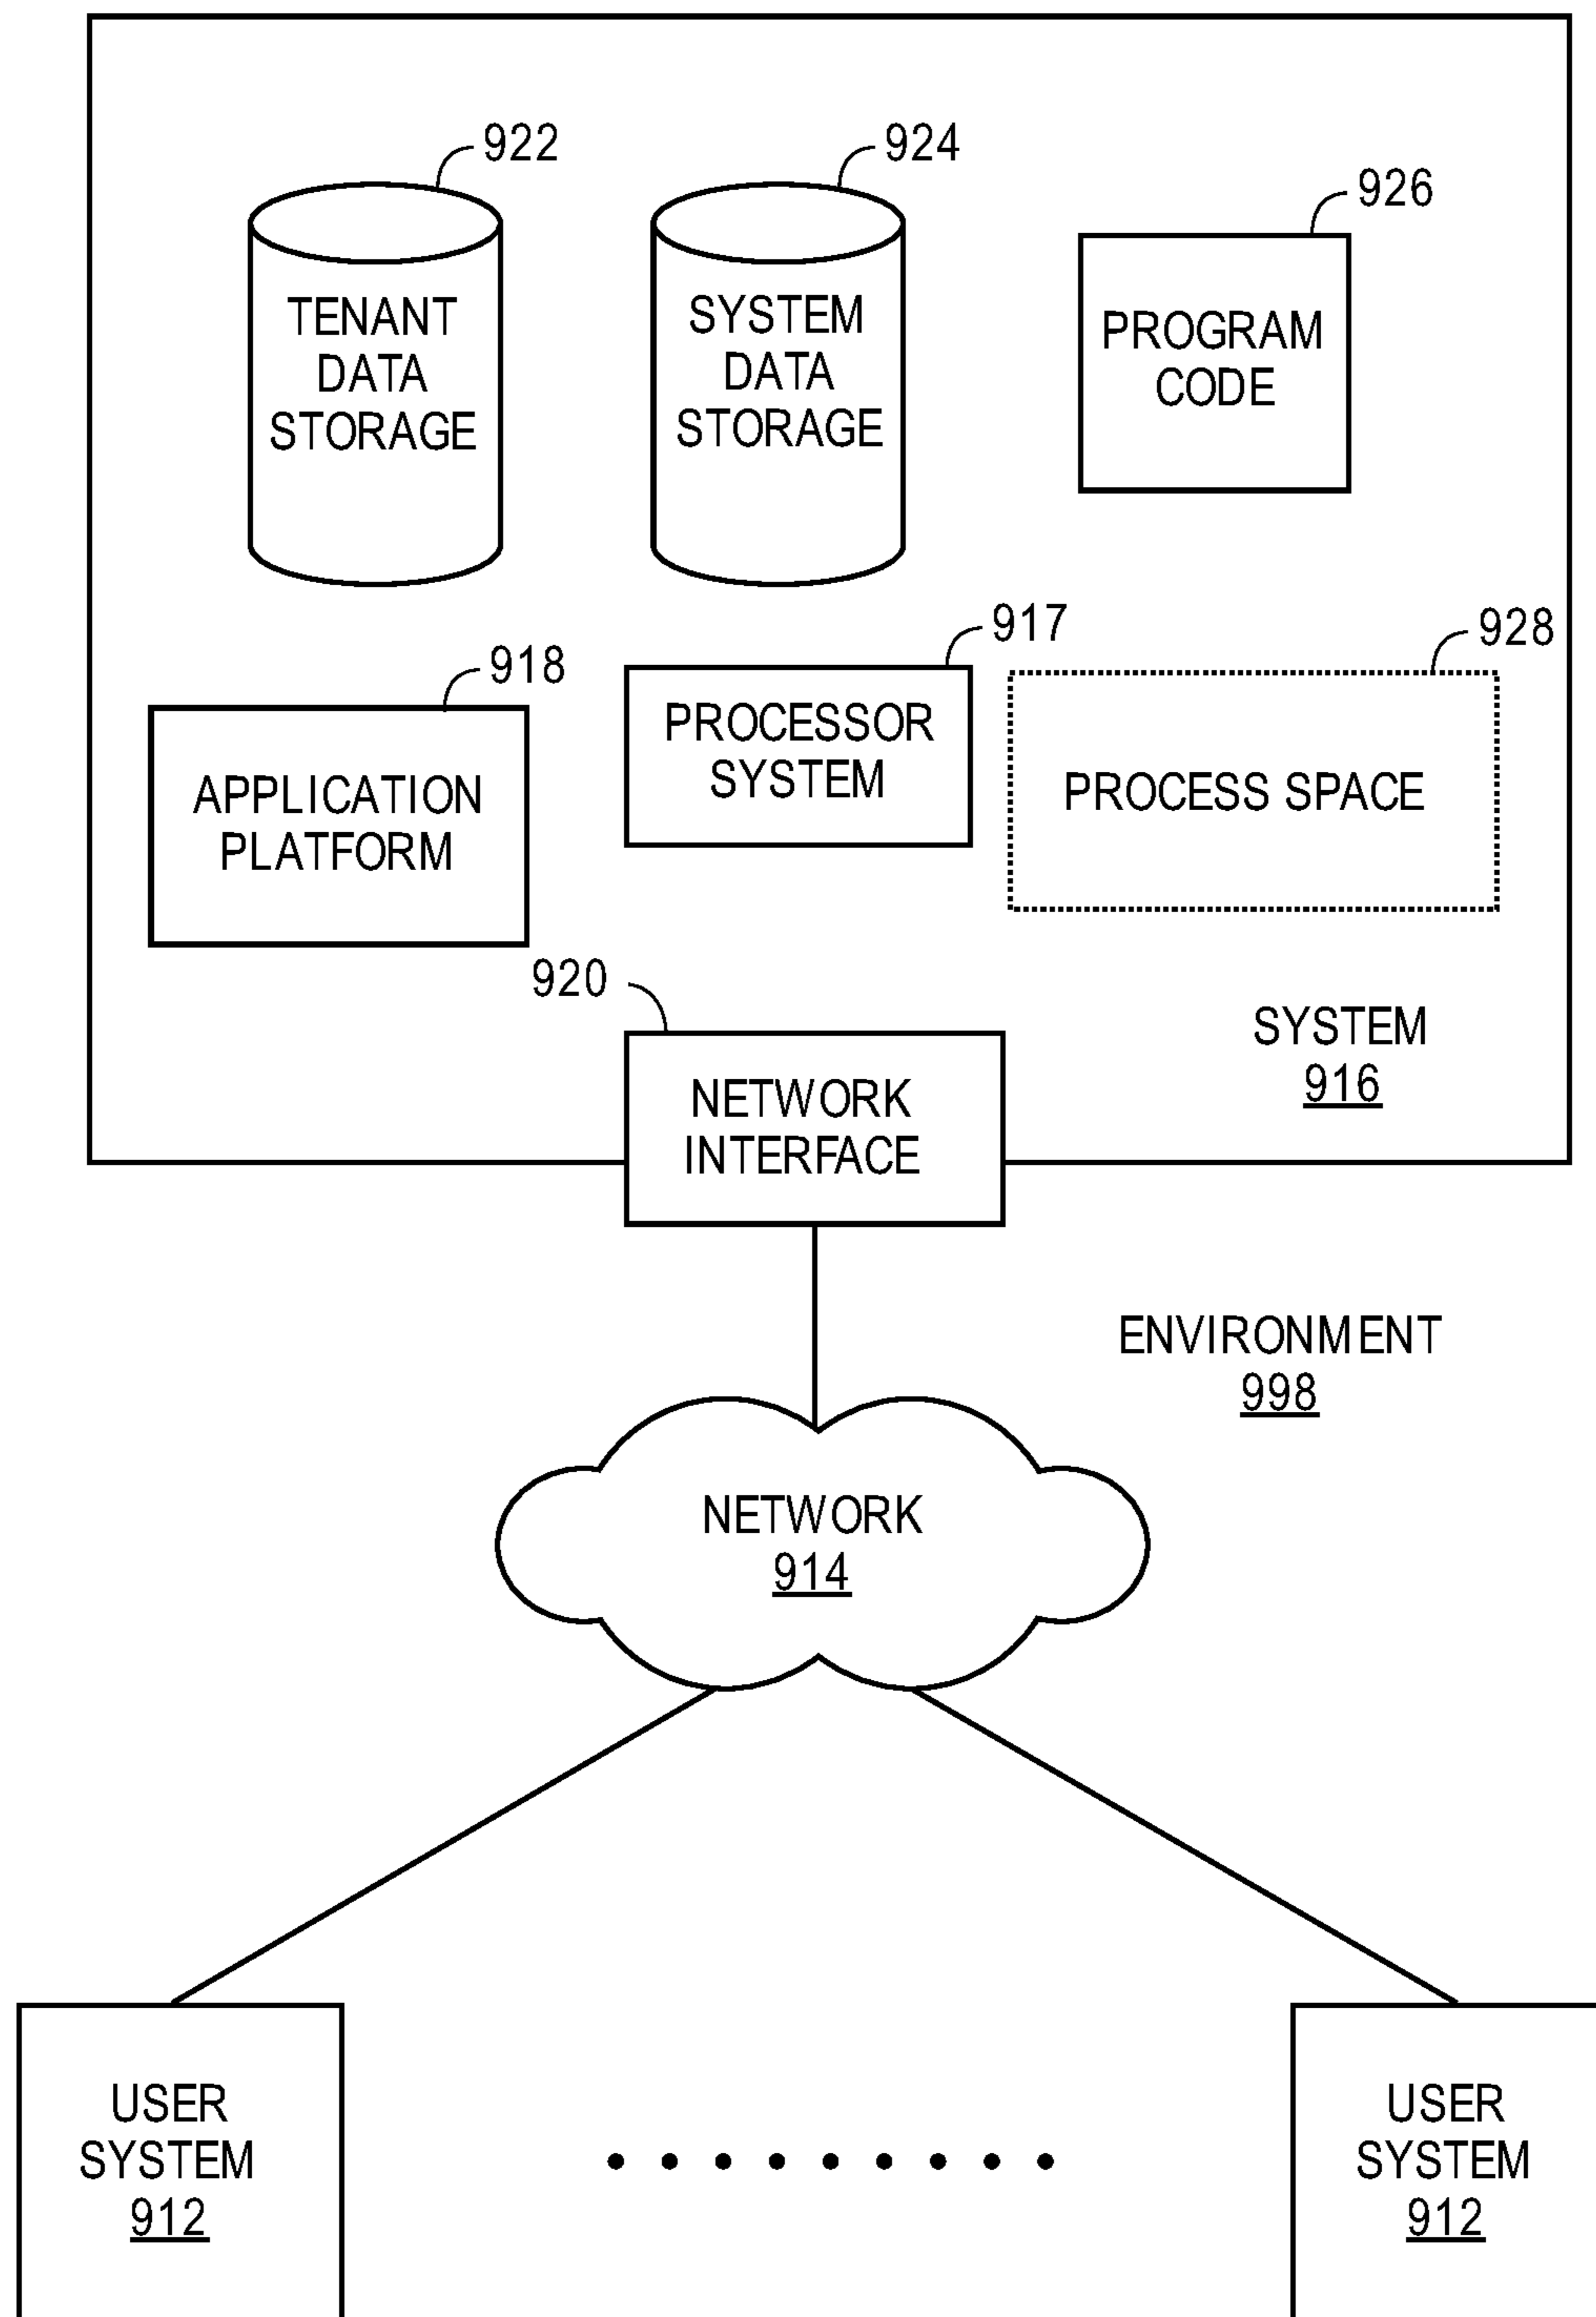 922
924
926
TENANT
DATA
STORAGE
SYSTEM
DATA
STORAGE
PROGRAM
CODE
918
917
928
APPLICATION
PLATFORM
PROCESSOR
SYSTEM
PROCESS SPACE
920
NETWORK
INTERFACE
SYSTEM
916
ENVIRONMENT
998
NETWORK
914
USER
SYSTEM
912
USER
SYSTEM
912